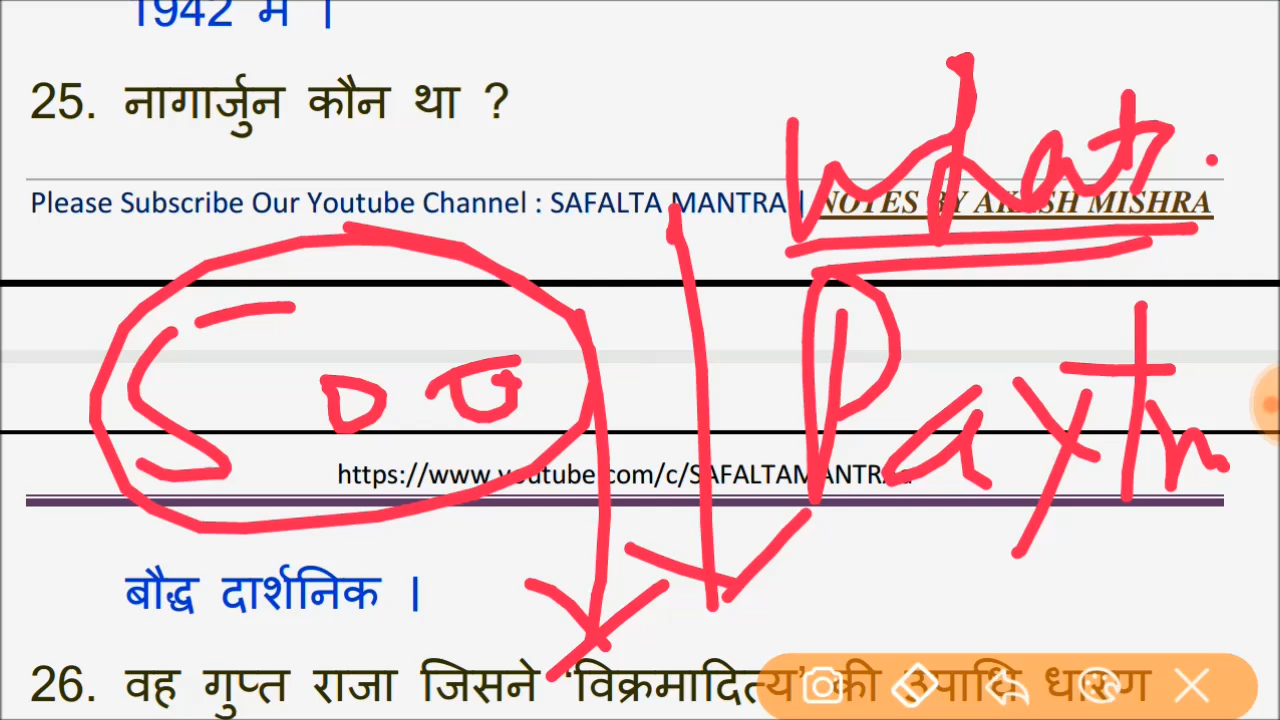 1942 में ।
25. नागार्जुन कौन था ?
What.
Please Subscribe Our Youtube Channel : SAFALTA MANTRA | NOTES BY AKASH MISHRA
500
Paytm
https://www.youtube.com/c/SAFALTAMANTRA
बौद्ध दार्शनिक ।
26. वह गुप्त राजा जिसने ‘विक्रमादित्य’ की उपाधि धारण